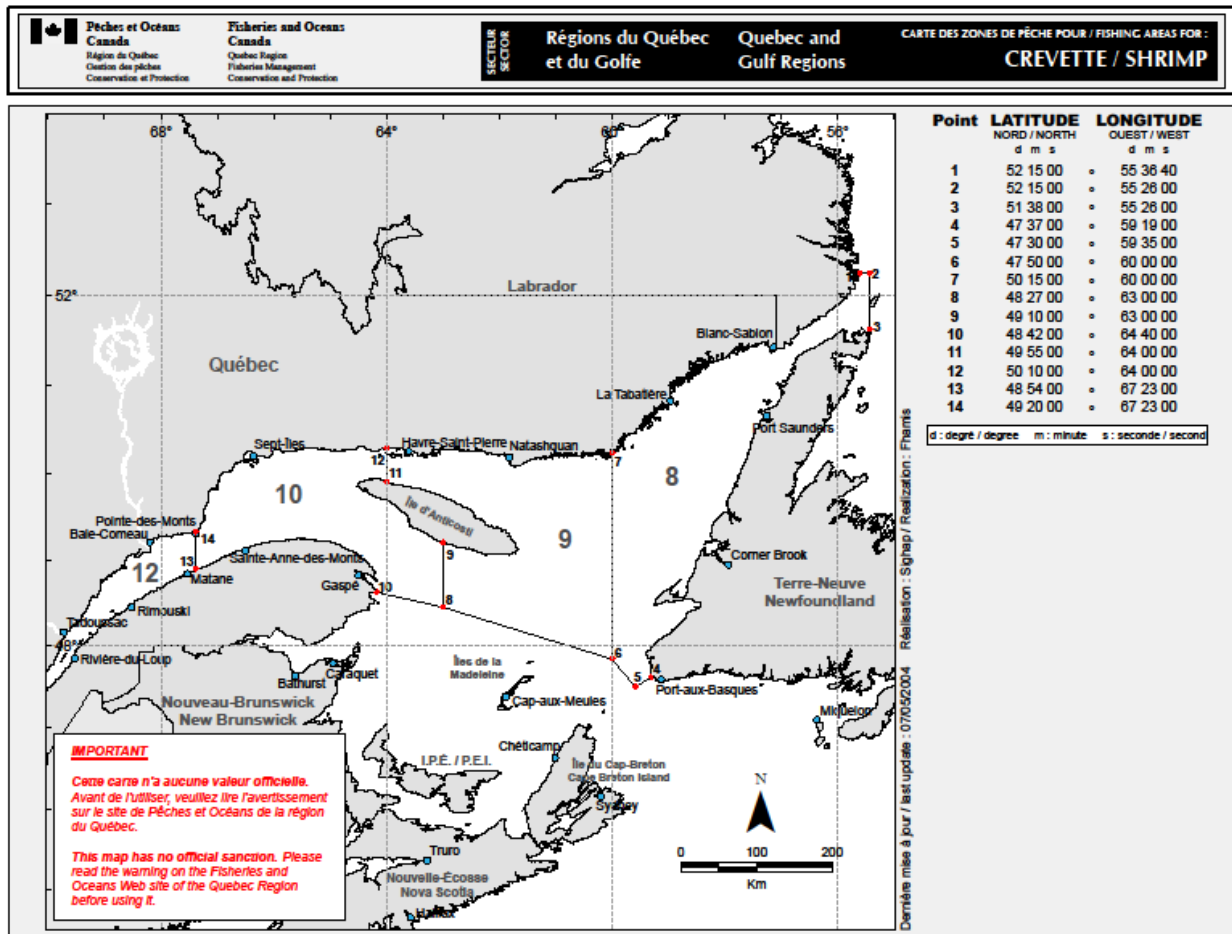 Pêches et Océans
Canada
Région du Québec
Gestion des pêches
Conservation et Protection
Fisheries and Oceans
Canada
Quebec Region
Fisheries Management
Conservation and Protection
SECTEUR
SECTOR
Régions du Québec
et du Golfe
Quebec and
Gulf Regions
CARTE DES ZONES DE PÊCHE POUR / FISHING AREAS FOR :
CREVETTE / SHRIMP
68°
64°
60°
56°
Point LATITUDE LONGITUDE
NORD / NORTH OUEST / WEST
d m s d m s
1 52 15 00 ° 55 36 40
2 52 15 00 ° 55 26 00
3 51 38 00 ° 55 26 00
4 47 37 00 ° 59 19 00
5 47 30 00 ° 59 35 00
6 47 50 00 ° 60 00 00
7 50 15 00 ° 60 00 00
8 48 27 00 ° 63 00 00
9 49 10 00 ° 63 00 00
10 48 42 00 ° 64 40 00
11 49 55 00 ° 64 00 00
12 50 10 00 ° 64 00 00
13 48 54 00 ° 67 23 00
14 49 20 00 ° 67 23 00
d : degré / degree m : minute s : seconde / second
1
2
52°
Labrador
3
Blanc-Sablon
Québec
La Tabatière
Port Saunders
Sept-Îles
Havre-Saint-Pierre
Natashquan
12
7
11
8
10
Île d'Anticosti
Pointe-des-Monts
Baie-Comeau
14
9
9
Corner Brook
13
Sainte-Anne-des-Monts
12
Matane
Gaspé
10
Terre-Neuve
Newfoundland
8
Rimouski
Tadoussac
48°
6
Rivière-du-Loup
Îles de la
Madeleine
4
5
Port-aux-Basques
Caraquet
Bathurst
Nouveau-Brunswick
New Brunswick
Cap-aux-Meules
Miquelon
Chéticamp
I.P.É. / P.E.I.
Île du Cap-Breton
Cape Breton Island
Sydney
N
Truro
Nouvelle-Écosse
Nova Scotia
Halifax
0 100 200
Km
IMPORTANT
Cette carte n'a aucune valeur officielle.
Avant de l'utiliser, veuillez lire l'avertissement
sur le site de Pêches et Océans de la région
du Québec.
This map has no official sanction. Please
read the warning on the Fisheries and
Oceans Web site of the Quebec Region
before using it.
Dernière mise à jour / last update : 07/05/2004 Réalisation : Sighap / Realization : Fhamis